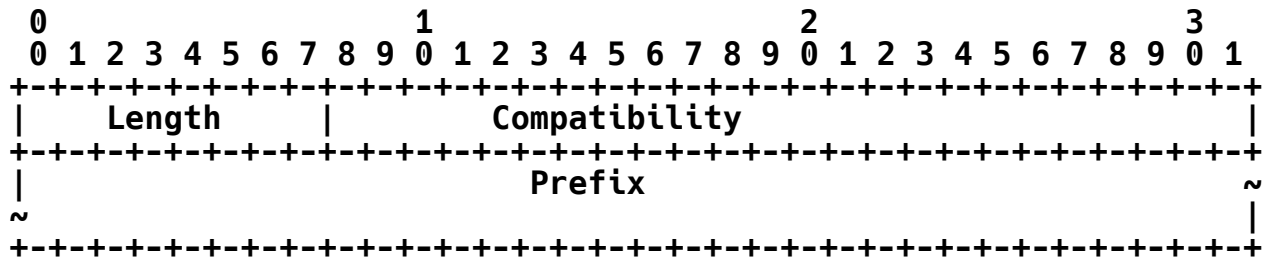 0                   1                   2                   3
 0 1 2 3 4 5 6 7 8 9 0 1 2 3 4 5 6 7 8 9 0 1 2 3 4 5 6 7 8 9 0 1
+-+-+-+-+-+-+-+-+-+-+-+-+-+-+-+-+-+-+-+-+-+-+-+-+-+-+-+-+-+-+-+-+
|    Length     |        Compatibility                          |
+-+-+-+-+-+-+-+-+-+-+-+-+-+-+-+-+-+-+-+-+-+-+-+-+-+-+-+-+-+-+-+-+
|                          Prefix                               ~
~                                                               |
+-+-+-+-+-+-+-+-+-+-+-+-+-+-+-+-+-+-+-+-+-+-+-+-+-+-+-+-+-+-+-+-+